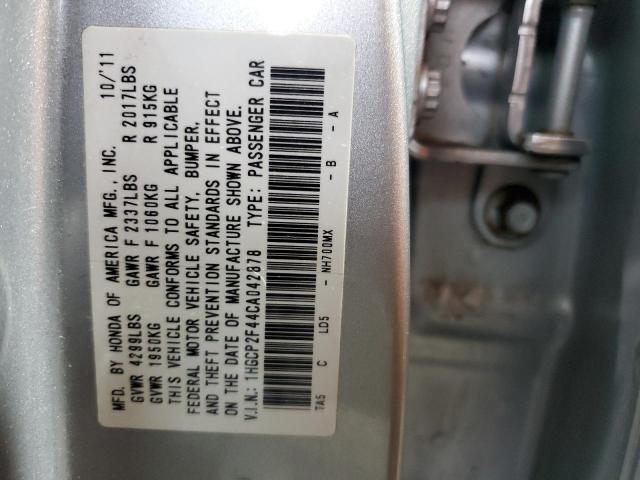 MFD. BY HONDA OF AMERICA MFG., INC. 10/'11
GVWR 4299LBS GAWR F 2337LBS R 2017LBS
GVWR 1950KG GAWR F 1060KG R 915KG
THIS VEHICLE CONFORMS TO ALL APPLICABLE
FEDERAL MOTOR VEHICLE SAFETY, BUMPER,
AND THEFT PREVENTION STANDARDS IN EFFECT
ON THE DATE OF MANUFACTURE SHOWN ABOVE.
V.I.N.: 1HGCP2F44CA042878 TYPE: PASSENGER CAR
TA5 C LD5 - NH700MX - B - A